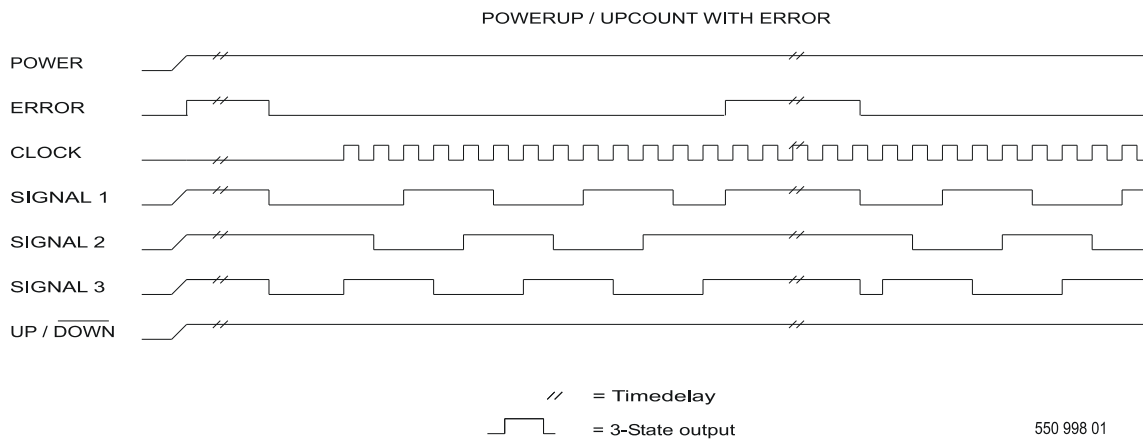 POWERUP / UPCOUNT WITH ERROR
POWER
ERROR
CLOCK
SIGNAL 1
SIGNAL 2
SIGNAL 3
UP / DOWN
// = Timedelay
= 3-State output
550 998 01